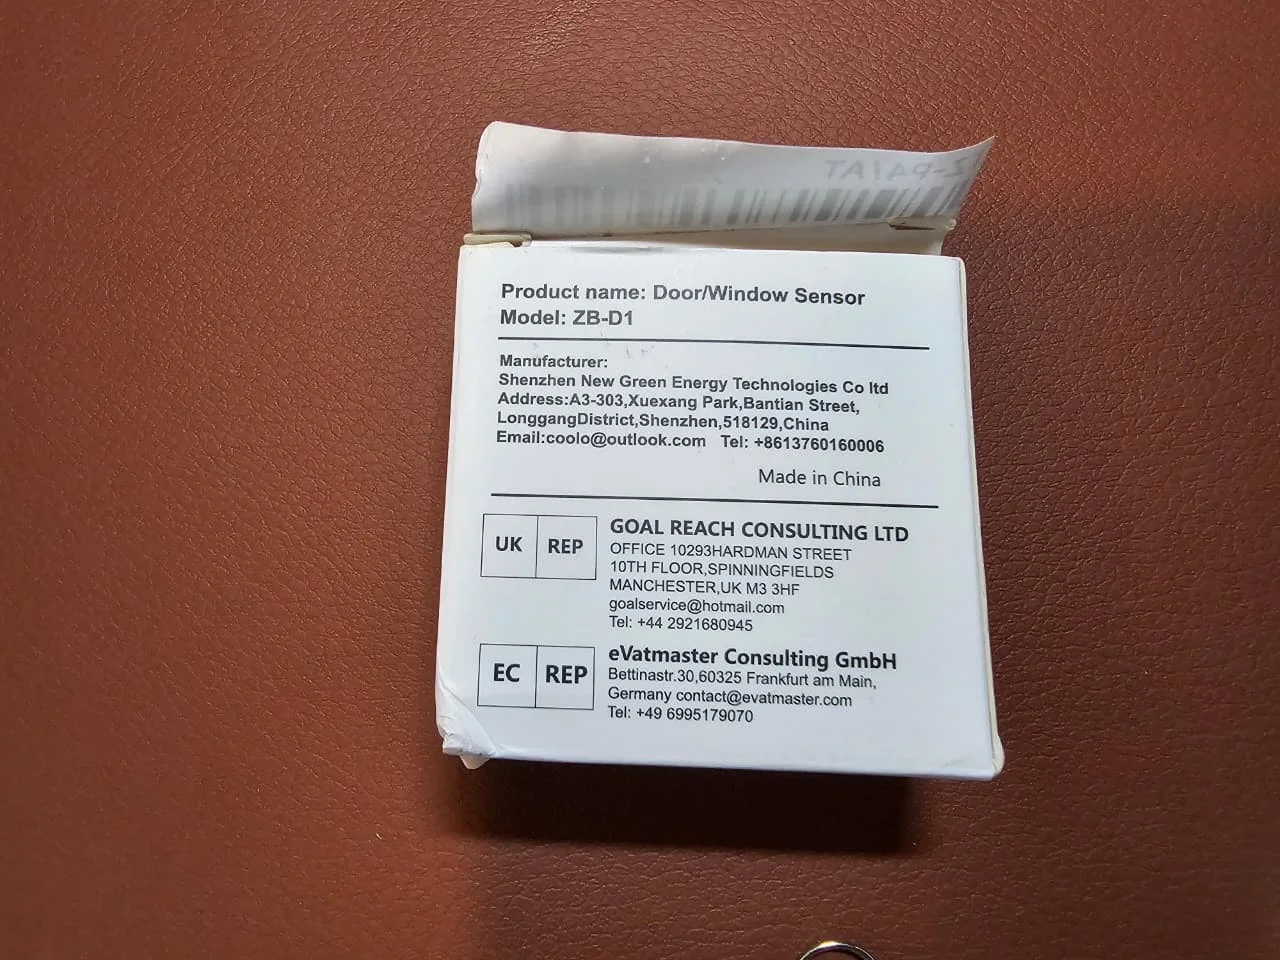 Product name: Door/Window Sensor
Model: ZB-D1
Manufacturer:
Shenzhen New Green Energy Technologies Co ltd
Address:A3-303,Xuexang Park,Bantian Street,
LonggangDistrict,Shenzhen,518129,China
Email:coolo@outlook.com Tel: +8613760160006
Made in China
UK REP
GOAL REACH CONSULTING LTD
OFFICE 10293HARDMAN STREET
10TH FLOOR,SPINNINGFIELDS
MANCHESTER,UK M3 3HF
goalservice@hotmail.com
Tel: +44 2921680945
EC REP
eVatmaster Consulting GmbH
Bettinastr.30,60325 Frankfurt am Main,
Germany contact@evatmaster.com
Tel: +49 6995179070